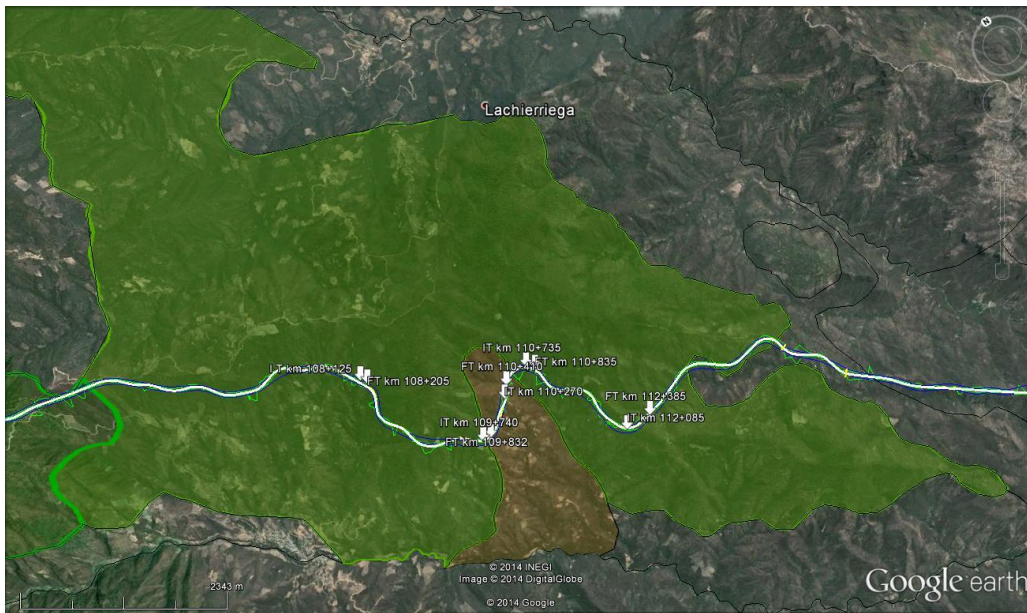 Lachierriega
IT km 110+735
FT km 110+835
FT km 110+410
IT km 108+125
FT km 108+205
IT km 110+270
FT km 112+385
IT km 112+085
IT km 109+740
FT km 109+832
© 2014 INEGI
Image © 2014 DigitalGlobe
© 2014 Google
Google earth
2343 m